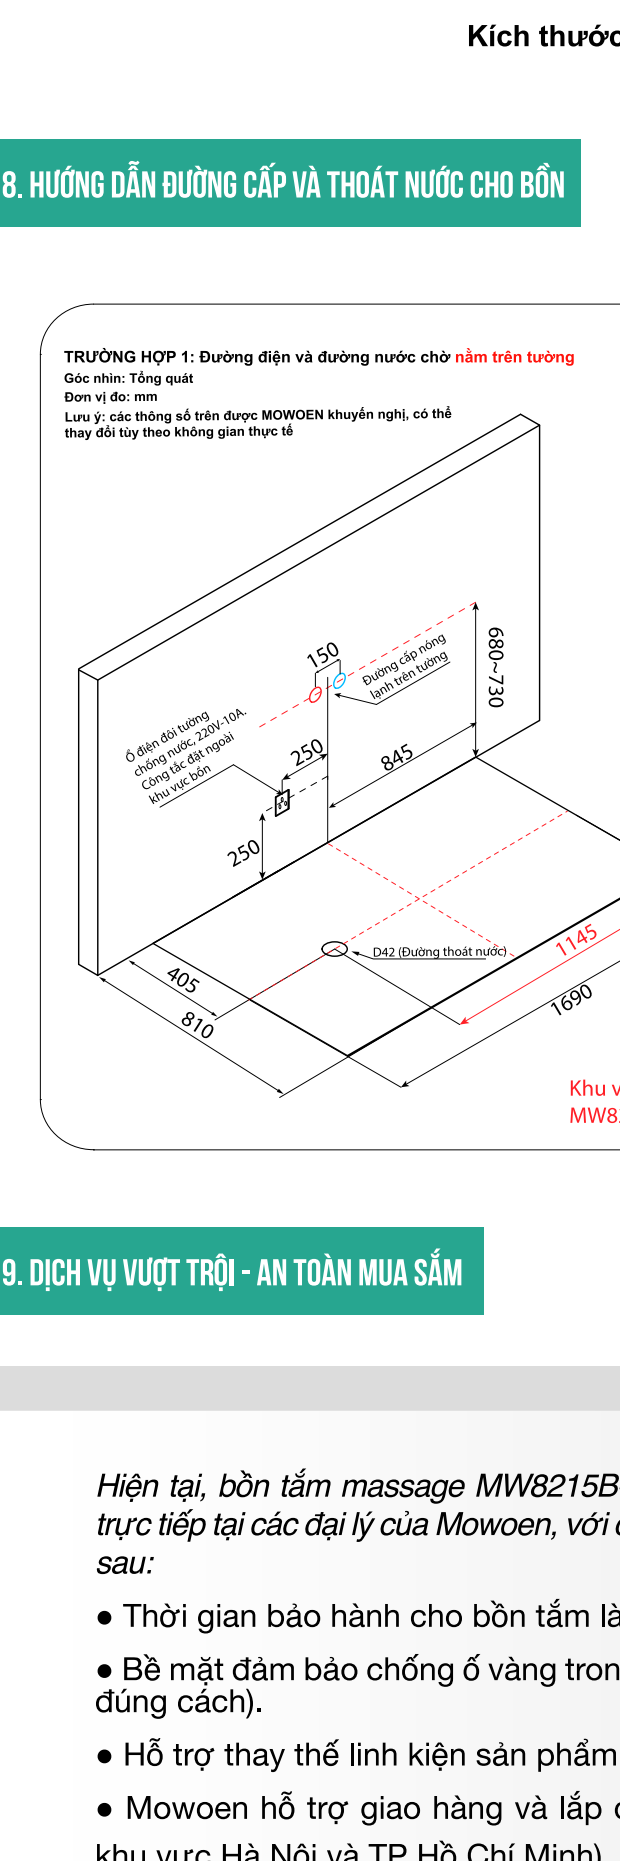 Kích thước
8. HƯỚNG DẪN ĐƯỜNG CẤP VÀ THOÁT NƯỚC CHO BỒN
TRƯỜNG HỢP 1: Đường điện và đường nước chờ nằm trên tường
Góc nhìn: Tổng quát
Đơn vị đo: mm
Lưu ý: các thông số trên được MOWOEN khuyến nghị, có thể
thay đổi tùy theo không gian thực tế
150
Đường cấp nóng
lạnh trên tường
680~730
Ổ điện đôi tường
chống nước, 220V-10A.
Công tắc đặt ngoài
khu vực bồn
250
845
250
D42 (Đường thoát nước)
1145
405
1690
810
Khu v
MW82
9. DỊCH VỤ VƯỢT TRỘI - AN TOÀN MUA SẮM
Hiện tại, bồn tắm massage MW8215B-
trực tiếp tại các đại lý của Mowoen, với
sau:
● Thời gian bảo hành cho bồn tắm là
● Bề mặt đảm bảo chống ố vàng tron
đúng cách).
● Hỗ trợ thay thế linh kiện sản phẩm
● Mowoen hỗ trợ giao hàng và lắp
khu vực Hà Nội và TP Hồ Chí Minh).